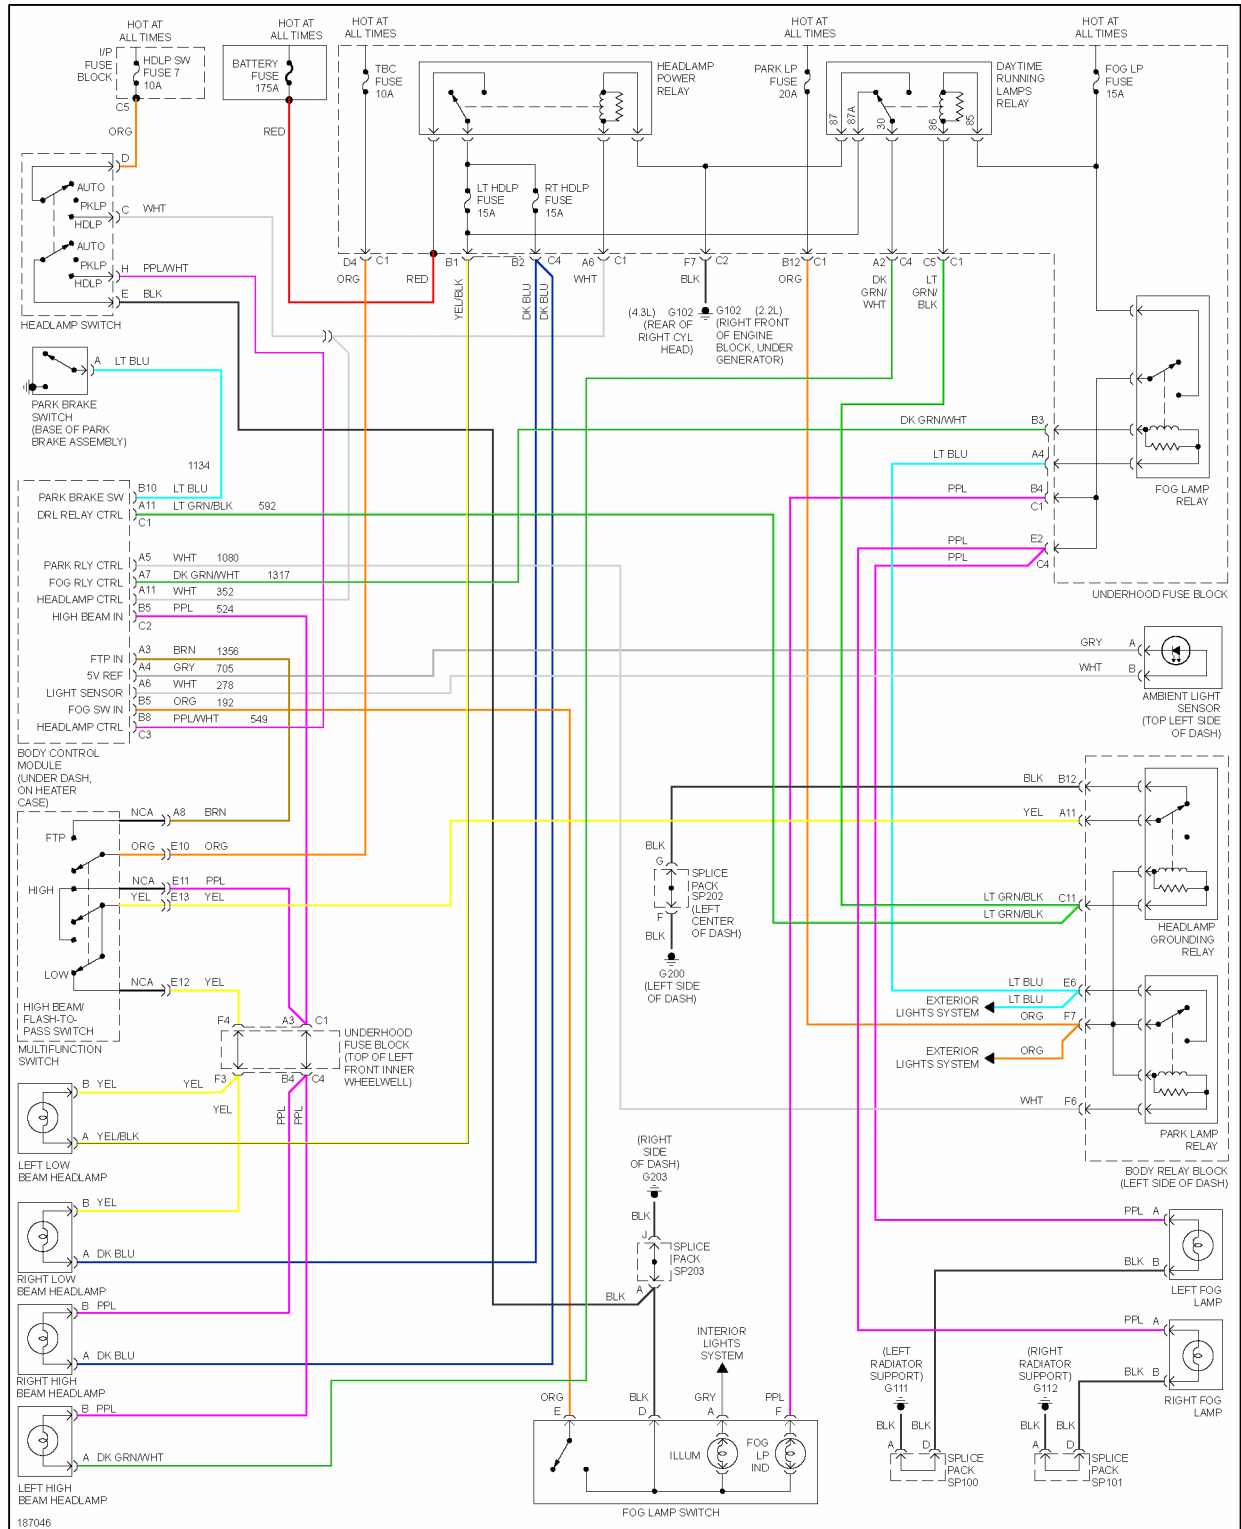 HOT AT
ALL TIMES
I/P
FUSE
BLOCK
HDLP SW
FUSE 7
10A
C5
ORG
HOT AT
ALL TIMES
BATTERY
FUSE
175A
RED
HOT AT
ALL TIMES
TBC
FUSE
10A
HEADLAMP
POWER
RELAY
HOT AT
ALL TIMES
PARK LP
FUSE
20A
DAYTIME
RUNNING
LAMPS
RELAY
87
87A
30
86
85
HOT AT
ALL TIMES
FOG LP
FUSE
15A
LT HDLP
FUSE
15A
RT HDLP
FUSE
15A
D
AUTO
PKLP
HDLP
C WHT
AUTO
PKLP
HDLP
H PPL/WHT
E BLK
HEADLAMP SWITCH
D4 C1
ORG
RED
B1
YEL/BLK
B2 C4
DK BLU
DK BLU
A6 C1
WHT
F7 C2
BLK
B12 C1
ORG
A2 C4
DK
GRN/
WHT
C5 C1
LT
GRN/
BLK
(4.3L) G102
(REAR OF
RIGHT CYL
HEAD)
G102 (2.2L)
(RIGHT FRONT
OF ENGINE
BLOCK, UNDER
GENERATOR)
A LT BLU
PARK BRAKE
SWITCH
(BASE OF PARK
BRAKE ASSEMBLY)
1134
DK GRN/WHT B3
LT BLU A4
PPL B4
C1
PPL E2
PPL
C4
FOG LAMP
RELAY
UNDERHOOD FUSE BLOCK
PARK BRAKE SW B10 LT BLU
DRL RELAY CTRL A11 LT GRN/BLK 592
C1
PARK RLY CTRL A5 WHT 1080
FOG RLY CTRL A7 DK GRN/WHT 1317
HEADLAMP CTRL A11 WHT 352
HIGH BEAM IN B5 PPL 524
C2
FTP IN A3 BRN 1356
5V REF A4 GRY 705
LIGHT SENSOR A6 WHT 278
FOG SW IN B5 ORG 192
HEADLAMP CTRL B8 PPL/WHT 549
C3
BODY CONTROL
MODULE
(UNDER DASH,
ON HEATER
CASE)
GRY A
WHT B
AMBIENT LIGHT
SENSOR
(TOP LEFT SIDE
OF DASH)
NCA A8 BRN
FTP
ORG E10 ORG
HIGH
NCA E11 PPL
YEL E13 YEL
LOW
NCA E12 YEL
HIGH BEAM/
FLASH-TO-
PASS SWITCH
MULTIFUNCTION
SWITCH
BLK B12
YEL A11
BLK
G
SPLICE
PACK
SP202
(LEFT
CENTER
OF DASH)
F
BLK
G200
(LEFT SIDE
OF DASH)
LT GRN/BLK C11
LT GRN/BLK
HEADLAMP
GROUNDING
RELAY
LT BLU E6
EXTERIOR
LIGHTS SYSTEM
LT BLU
ORG F7
EXTERIOR
LIGHTS SYSTEM
ORG
WHT F6
PARK LAMP
RELAY
BODY RELAY BLOCK
(LEFT SIDE OF DASH)
F4 A3 C1
UNDERHOOD
FUSE BLOCK
(TOP OF LEFT
FRONT INNER
WHEELWELL)
F3 B4 C4
B YEL YEL
YEL
PPL
PPL
A YEL/BLK
LEFT LOW
BEAM HEADLAMP
B YEL
A DK BLU
RIGHT LOW
BEAM HEADLAMP
B PPL
A DK BLU
RIGHT HIGH
BEAM HEADLAMP
B PPL
A DK GRN/WHT
LEFT HIGH
BEAM HEADLAMP
(RIGHT
SIDE
OF DASH)
G203
BLK
J
SPLICE
PACK
SP203
BLK A
INTERIOR
LIGHTS
SYSTEM
ORG
E
BLK
D
GRY
A
PPL
F
ILLUM
FOG
LP
IND
FOG LAMP SWITCH
PPL A
BLK B
LEFT FOG
LAMP
PPL A
BLK B
RIGHT FOG
LAMP
(LEFT
RADIATOR
SUPPORT)
G111
BLK BLK
A D
SPLICE
PACK
SP100
(RIGHT
RADIATOR
SUPPORT)
G112
BLK BLK
A D
SPLICE
PACK
SP101
187046